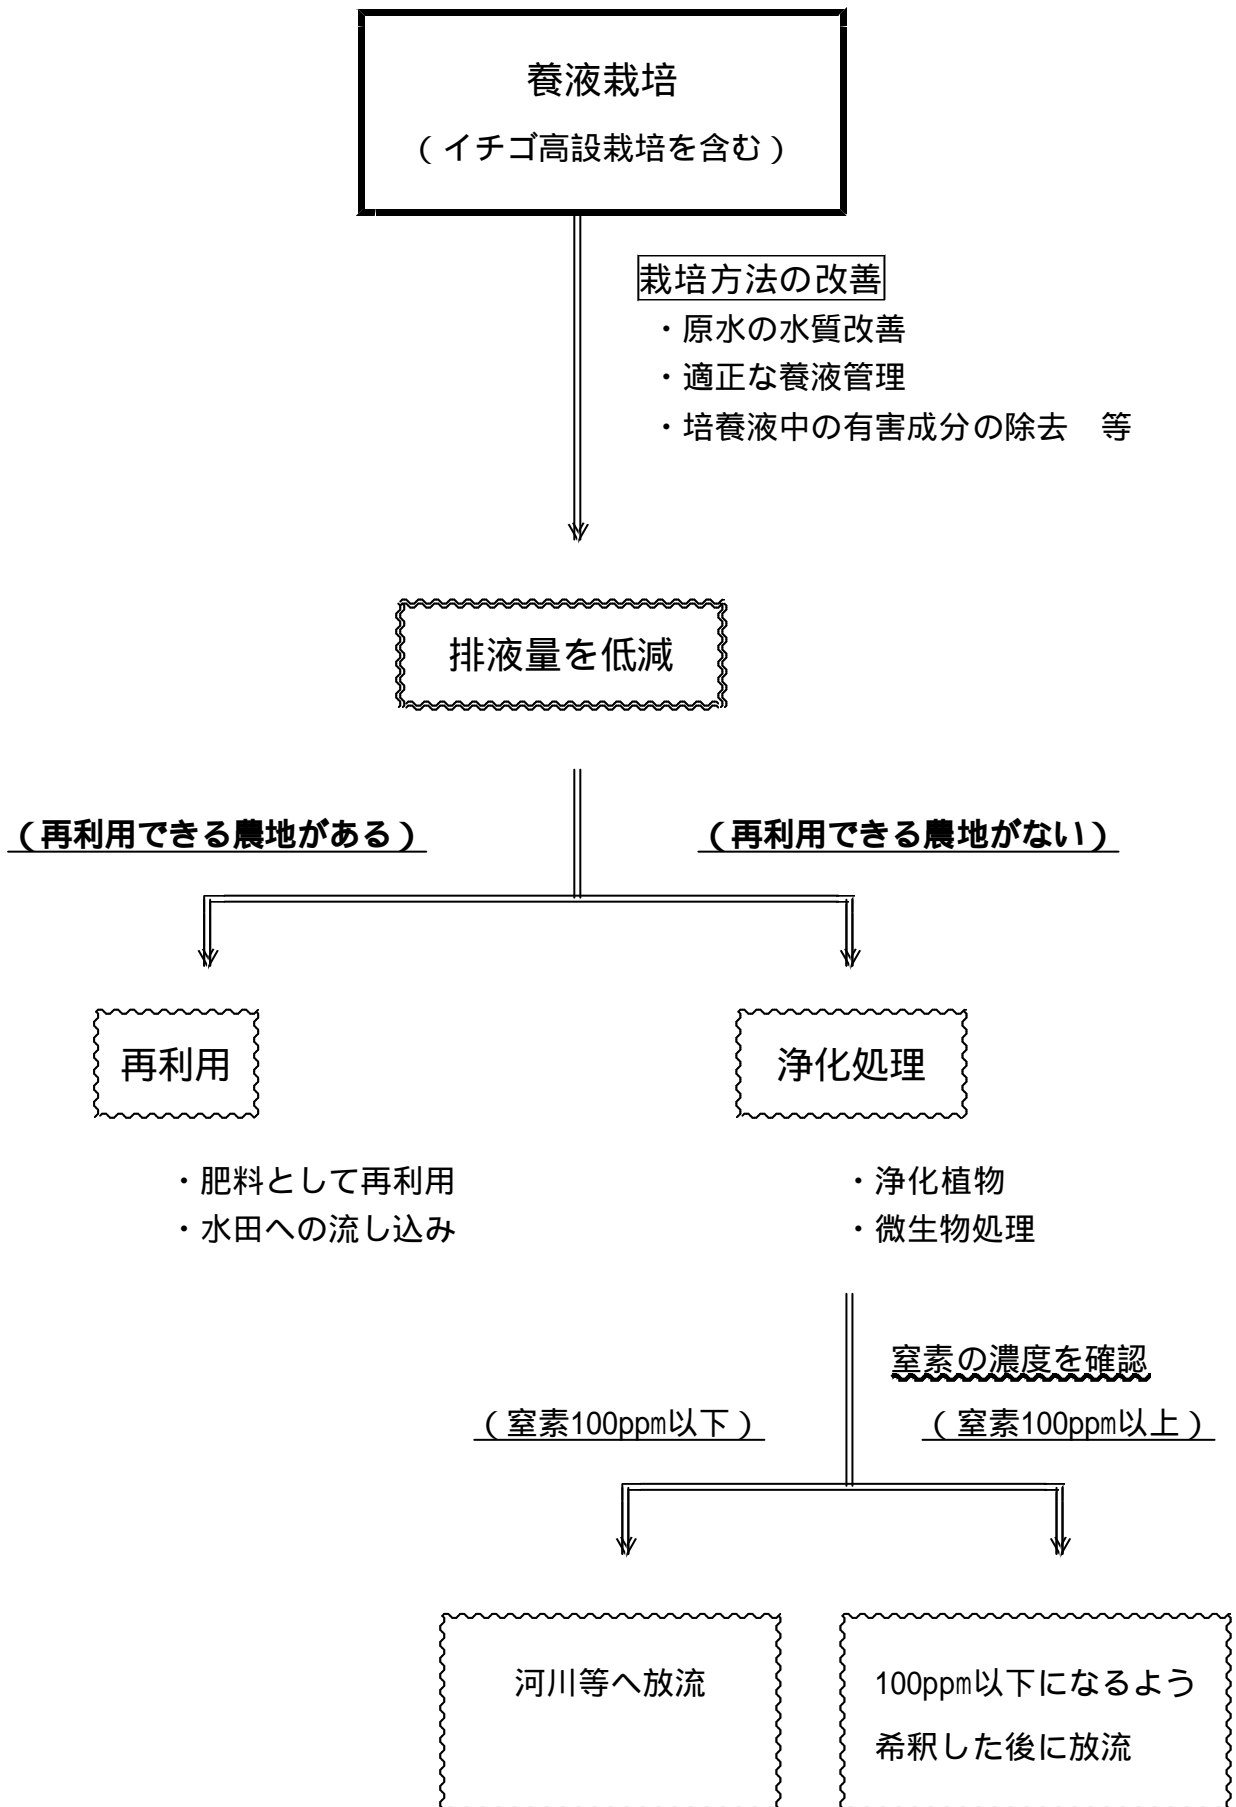 養液栽培
（イチゴ高設栽培を含む）
栽培方法の改善
・原水の水質改善
・適正な養液管理
・培養液中の有害成分の除去　等
排液量を低減
（再利用できる農地がある）
（再利用できる農地がない）
再利用
浄化処理
・肥料として再利用
・水田への流し込み
・浄化植物
・微生物処理
窒素の濃度を確認
（窒素100ppm以下）
（窒素100ppm以上）
河川等へ放流
100ppm以下になるよう
希釈した後に放流